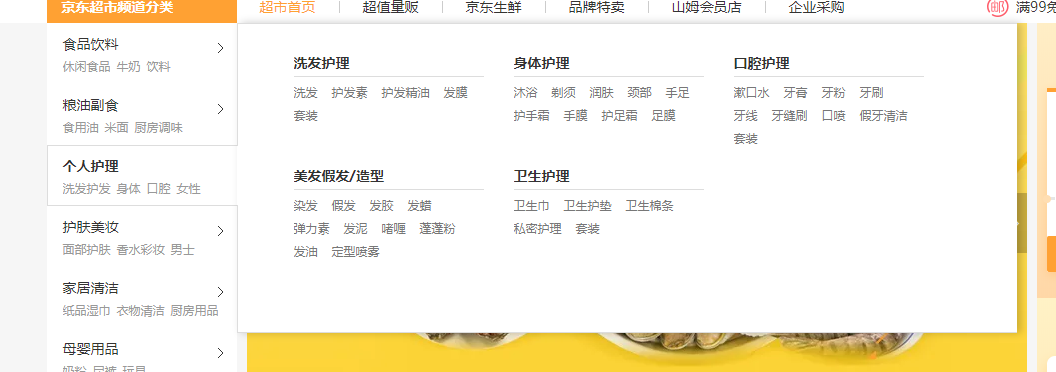 京东超市频道分类
超市首页 超值量贩 京东生鲜 品牌特卖 山姆会员店 企业采购 邮 满99免
食品饮料
休闲食品 牛奶 饮料
粮油副食
食用油 米面 厨房调味
个人护理
洗发护发 身体 口腔 女性
护肤美妆
面部护肤 香水彩妆 男士
家居清洁
纸品湿巾 衣物清洁 厨房用品
母婴用品
奶粉 尿裤 玩具
洗发护理
洗发 护发素 护发精油 发膜
套装
身体护理
沐浴 剃须 润肤 颈部 手足
护手霜 手膜 护足霜 足膜
口腔护理
漱口水 牙膏 牙粉 牙刷
牙线 牙缝刷 口喷 假牙清洁
套装
美发假发/造型
染发 假发 发胶 发蜡
弹力素 发泥 啫喱 蓬蓬粉
发油 定型喷雾
卫生护理
卫生巾 卫生护垫 卫生棉条
私密护理 套装